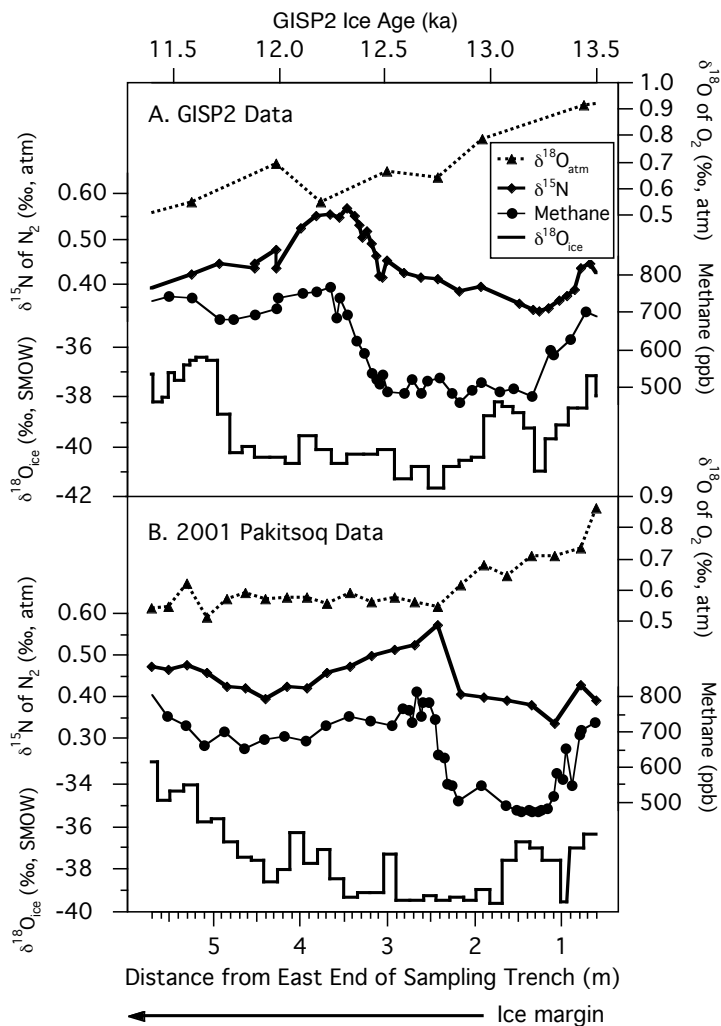 GISP2 Ice Age (ka)
11.5 12.0 12.5 13.0 13.5
A. GISP2 Data
δ18Oatm
δ15N
Methane
δ18Oice
1.0
0.9
0.8
0.7
0.6
0.5
δ18O of O2 (‰, atm)
0.60
0.50
0.40
δ15N of N2 (‰, atm)
800
700
600
500
Methane (ppb)
-36
-38
-40
-42
δ18Oice (‰, SMOW)
B. 2001 Pakitsoq Data
0.9
0.8
0.7
0.6
0.5
δ18O of O2 (‰, atm)
0.60
0.50
0.40
0.30
δ15N of N2 (‰, atm)
800
700
600
500
Methane (ppb)
-34
-36
-38
-40
δ18Oice (‰, SMOW)
5 4 3 2 1
Distance from East End of Sampling Trench (m)
Ice margin